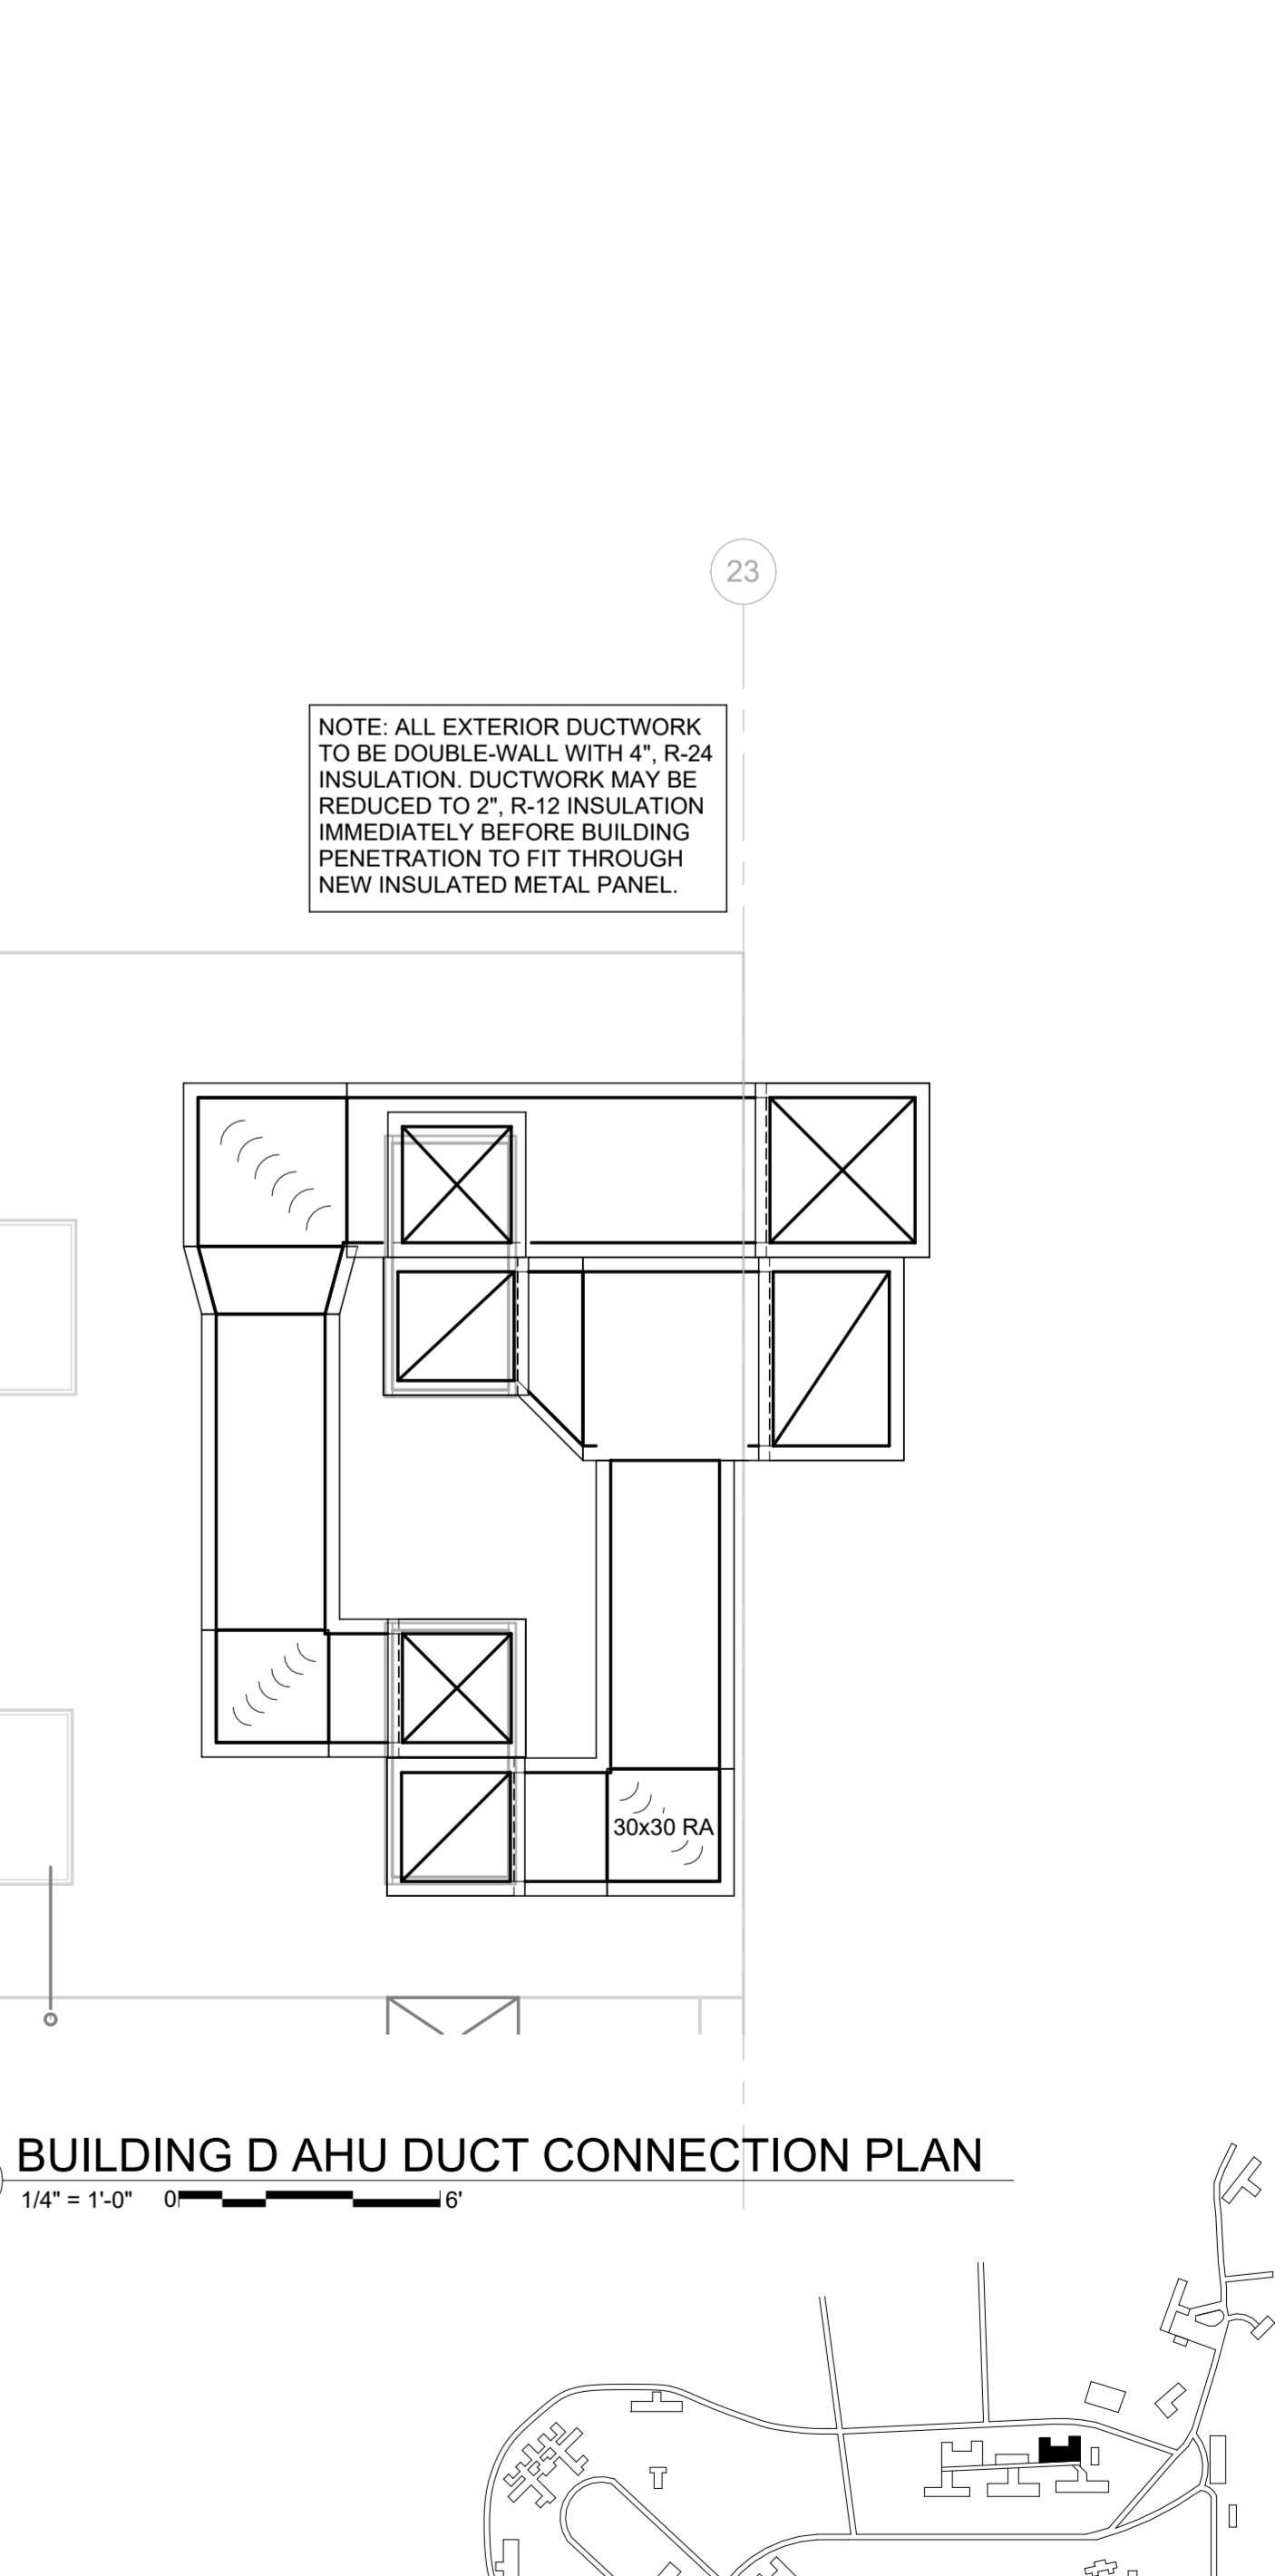 23
NOTE: ALL EXTERIOR DUCTWORK
TO BE DOUBLE-WALL WITH 4", R-24
INSULATION. DUCTWORK MAY BE
REDUCED TO 2", R-12 INSULATION
IMMEDIATELY BEFORE BUILDING
PENETRATION TO FIT THROUGH
NEW INSULATED METAL PANEL.
30x30 RA
BUILDING D AHU DUCT CONNECTION PLAN
1/4" = 1'-0" 0 6'